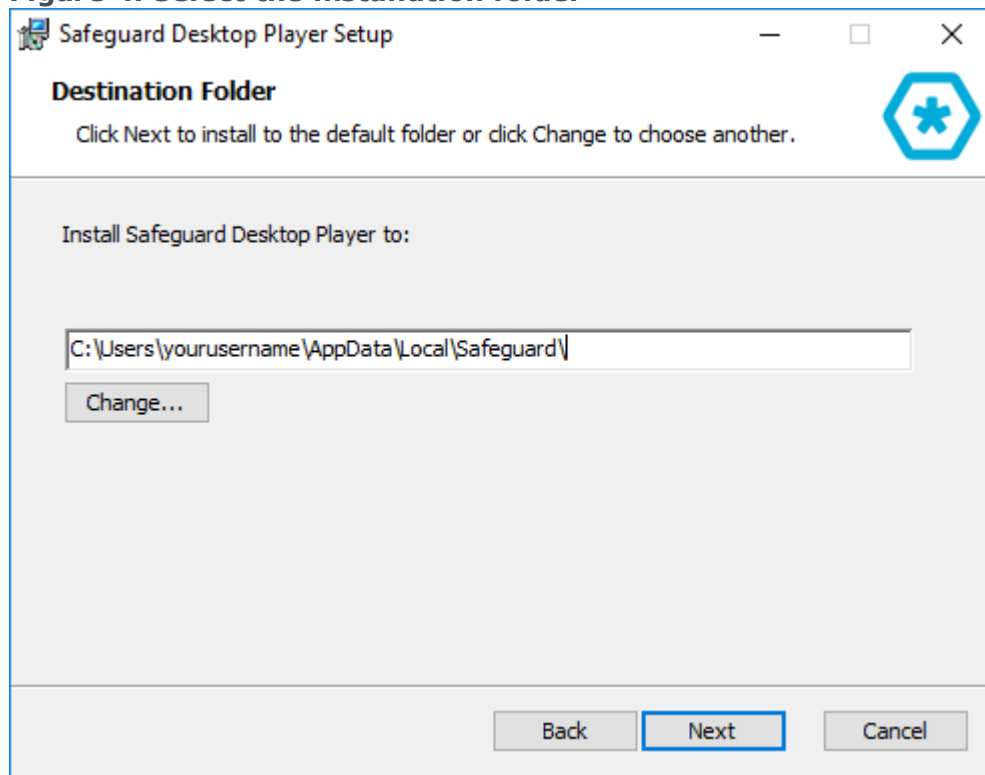 Safeguard Desktop Player Setup
Destination Folder
Click Next to install to the default folder or click Change to choose another.
Install Safeguard Desktop Player to:
C:\Users\yourusername\AppData\Local\Safeguard\
Change...
Back Next Cancel